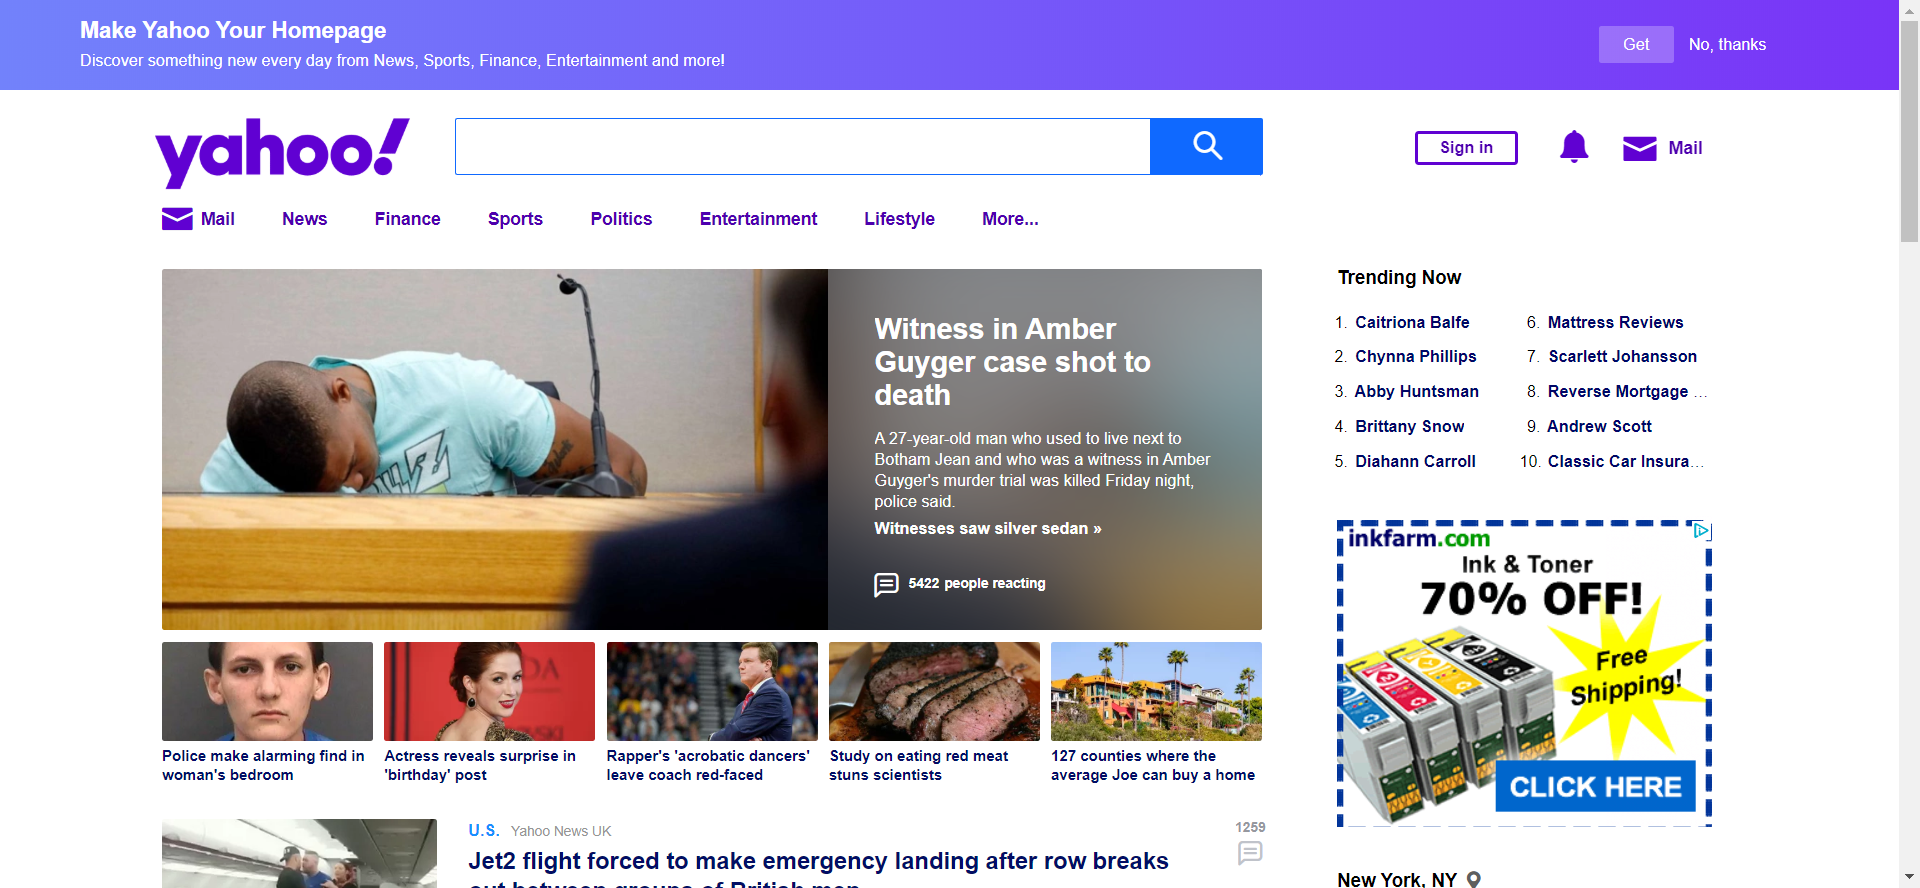 Make Yahoo Your Homepage
Discover something new every day from News, Sports, Finance, Entertainment and more!
Get
No, thanks
yahoo!
Sign in
Mail
Mail
News
Finance
Sports
Politics
Entertainment
Lifestyle
More...
Witness in Amber
Guyger case shot to
death
A 27-year-old man who used to live next to
Botham Jean and who was a witness in Amber
Guyger's murder trial was killed Friday night,
police said.
Witnesses saw silver sedan »
5422 people reacting
Police make alarming find in
woman's bedroom
Actress reveals surprise in
'birthday' post
Rapper's 'acrobatic dancers'
leave coach red-faced
Study on eating red meat
stuns scientists
127 counties where the
average Joe can buy a home
U.S. Yahoo News UK
1259
Jet2 flight forced to make emergency landing after row breaks
out between groups of British men
Trending Now
1. Caitriona Balfe
2. Chynna Phillips
3. Abby Huntsman
4. Brittany Snow
5. Diahann Carroll
6. Mattress Reviews
7. Scarlett Johansson
8. Reverse Mortgage ...
9. Andrew Scott
10. Classic Car Insura...
inkfarm.com
Ink & Toner
70% OFF!
Free
Shipping!
CLICK HERE
New York, NY